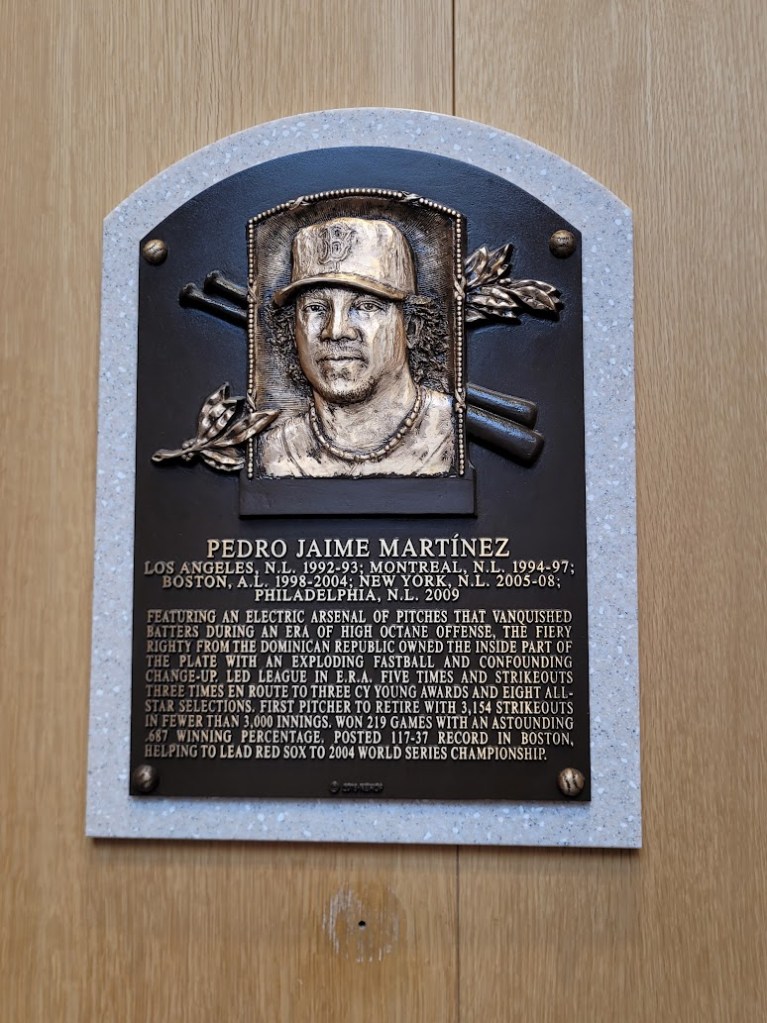 B
PEDRO JAIME MARTÍNEZ
LOS ANGELES, N.L. 1992-93; MONTREAL, N.L. 1994-97;
BOSTON, A.L. 1998-2004; NEW YORK, N.L. 2005-08;
PHILADELPHIA, N.L. 2009
FEATURING AN ELECTRIC ARSENAL OF PITCHES THAT VANQUISHED
BATTERS DURING AN ERA OF HIGH OCTANE OFFENSE, THE FIERY
RIGHTY FROM THE DOMINICAN REPUBLIC OWNED THE INSIDE PART OF
THE PLATE WITH AN EXPLODING FASTBALL AND CONFOUNDING
CHANGE-UP. LED LEAGUE IN E.R.A. FIVE TIMES AND STRIKEOUTS
THREE TIMES EN ROUTE TO THREE CY YOUNG AWARDS AND EIGHT ALL-
STAR SELECTIONS. FIRST PITCHER TO RETIRE WITH 3,154 STRIKEOUTS
IN FEWER THAN 3,000 INNINGS. WON 219 GAMES WITH AN ASTOUNDING
.687 WINNING PERCENTAGE. POSTED 117-37 RECORD IN BOSTON,
HELPING TO LEAD RED SOX TO 2004 WORLD SERIES CHAMPIONSHIP.